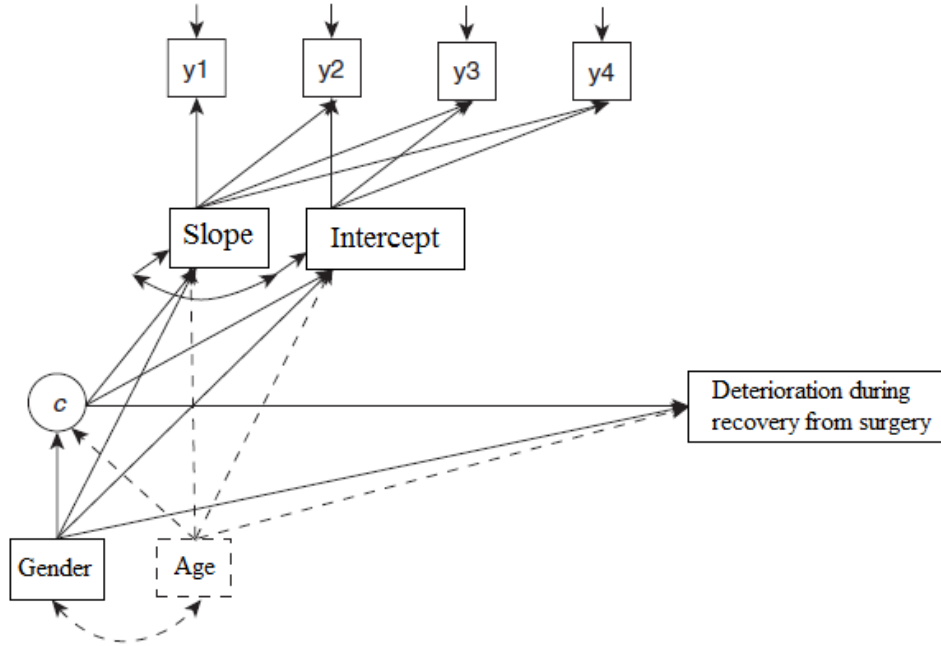 y1
y2
y3
y4
Slope
Intercept
c
Deterioration during
recovery from surgery
Gender
Age